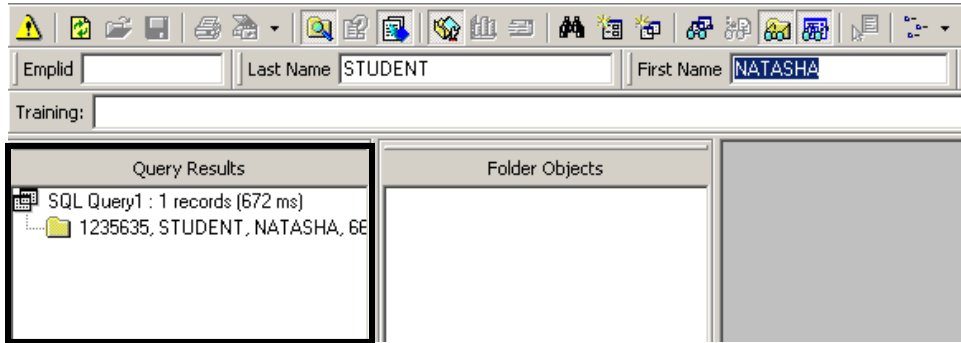 Emplid Last Name STUDENT First Name NATASHA
Training:
Query Results Folder Objects
SQL Query1 : 1 records (672 ms)
1235635, STUDENT, NATASHA, 66